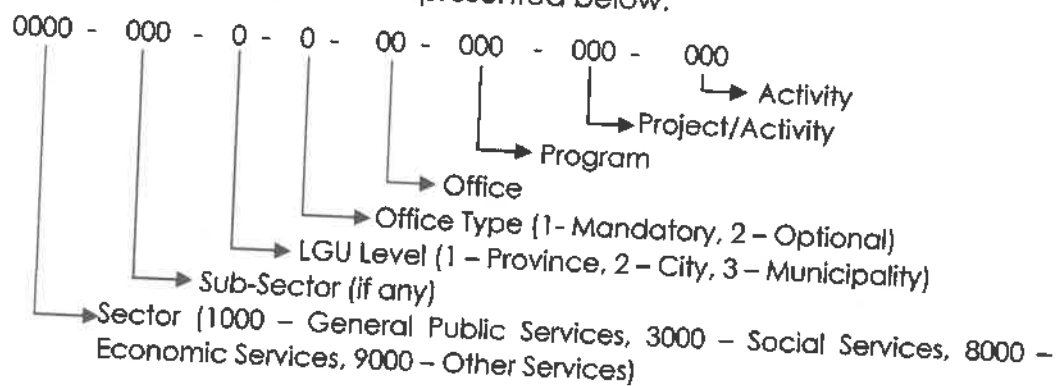 presented below:
0000 - 000 - 0 - 0 - 00 - 000 - 000 - 000
Activity
Project/Activity
Program
Office
Office Type (1- Mandatory, 2 – Optional)
LGU Level (1 – Province, 2 – City, 3 – Municipality)
Sub-Sector (if any)
Sector (1000 – General Public Services, 3000 – Social Services, 8000 –
Economic Services, 9000 – Other Services)